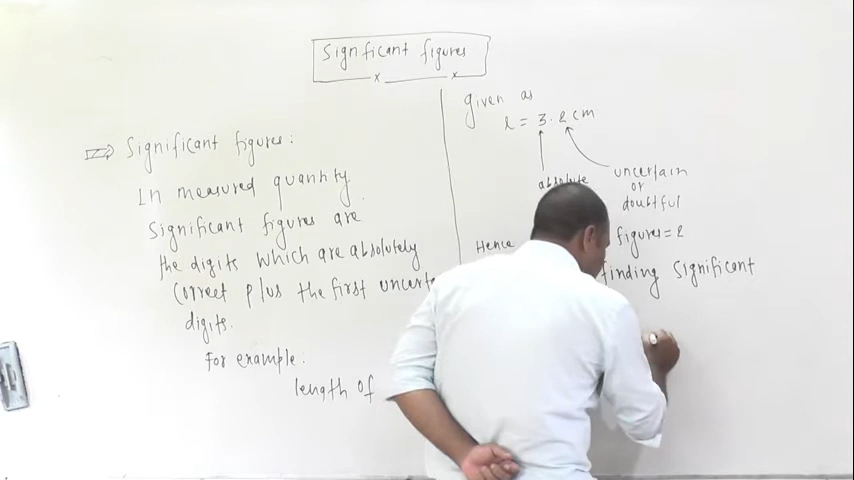 Significant figures
Significant figures:
In measured quantity
Significant figures are
the digits which are absolutely
Correct plus the first uncerta
digits.
For example:
length of
given as
l = 3.2 cm
absolute
uncertain
or
doubtful
Hence figures = 2
finding Significant